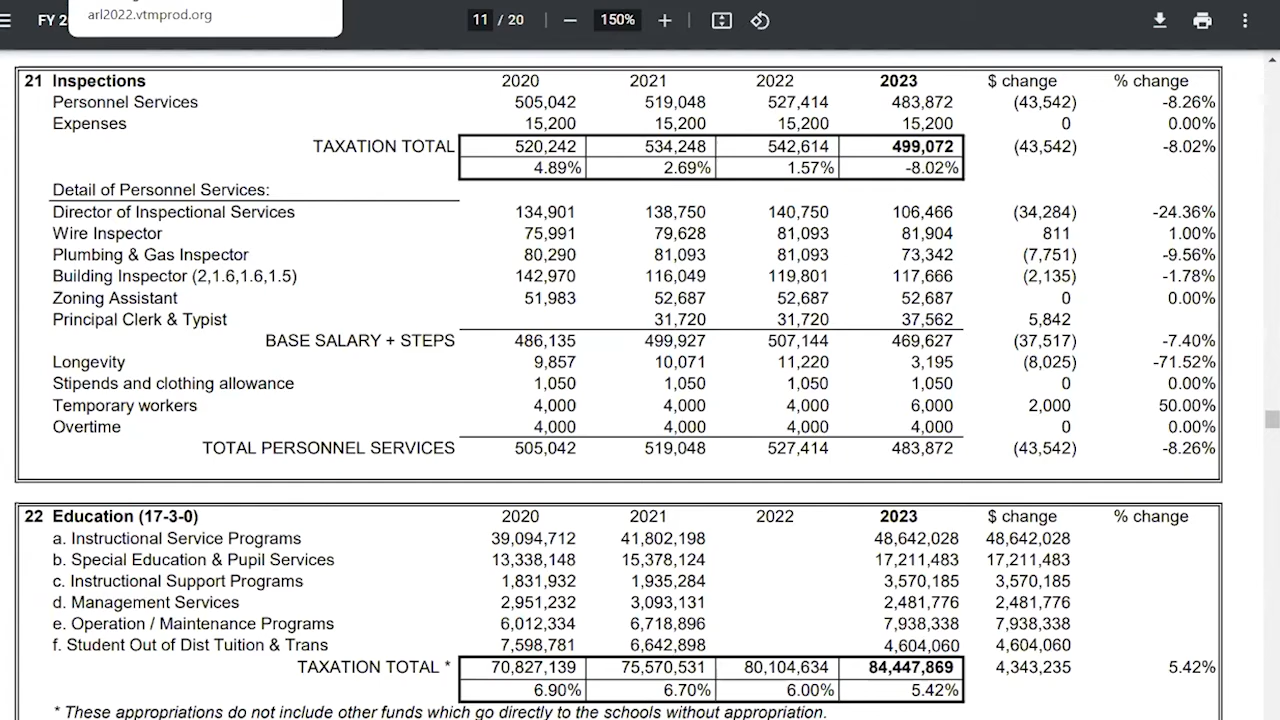 FY 2
arl2022.vtmprod.org
11 / 20
150%
21 Inspections 2020 2021 2022 2023 $ change % change
Personnel Services 505,042 519,048 527,414 483,872 (43,542) -8.26%
Expenses 15,200 15,200 15,200 15,200 0 0.00%
TAXATION TOTAL 520,242 534,248 542,614 499,072 (43,542) -8.02%
4.89% 2.69% 1.57% -8.02%
Detail of Personnel Services:
Director of Inspectional Services 134,901 138,750 140,750 106,466 (34,284) -24.36%
Wire Inspector 75,991 79,628 81,093 81,904 811 1.00%
Plumbing & Gas Inspector 80,290 81,093 81,093 73,342 (7,751) -9.56%
Building Inspector (2,1.6,1.6,1.5) 142,970 116,049 119,801 117,666 (2,135) -1.78%
Zoning Assistant 51,983 52,687 52,687 52,687 0 0.00%
Principal Clerk & Typist 31,720 31,720 37,562 5,842
BASE SALARY + STEPS 486,135 499,927 507,144 469,627 (37,517) -7.40%
Longevity 9,857 10,071 11,220 3,195 (8,025) -71.52%
Stipends and clothing allowance 1,050 1,050 1,050 1,050 0 0.00%
Temporary workers 4,000 4,000 4,000 6,000 2,000 50.00%
Overtime 4,000 4,000 4,000 4,000 0 0.00%
TOTAL PERSONNEL SERVICES 505,042 519,048 527,414 483,872 (43,542) -8.26%
22 Education (17-3-0) 2020 2021 2022 2023 $ change % change
a. Instructional Service Programs 39,094,712 41,802,198 48,642,028 48,642,028
b. Special Education & Pupil Services 13,338,148 15,378,124 17,211,483 17,211,483
c. Instructional Support Programs 1,831,932 1,935,284 3,570,185 3,570,185
d. Management Services 2,951,232 3,093,131 2,481,776 2,481,776
e. Operation / Maintenance Programs 6,012,334 6,718,896 7,938,338 7,938,338
f. Student Out of Dist Tuition & Trans 7,598,781 6,642,898 4,604,060 4,604,060
TAXATION TOTAL * 70,827,139 75,570,531 80,104,634 84,447,869 4,343,235 5.42%
6.90% 6.70% 6.00% 5.42%
* These appropriations do not include other funds which go directly to the schools without appropriation.